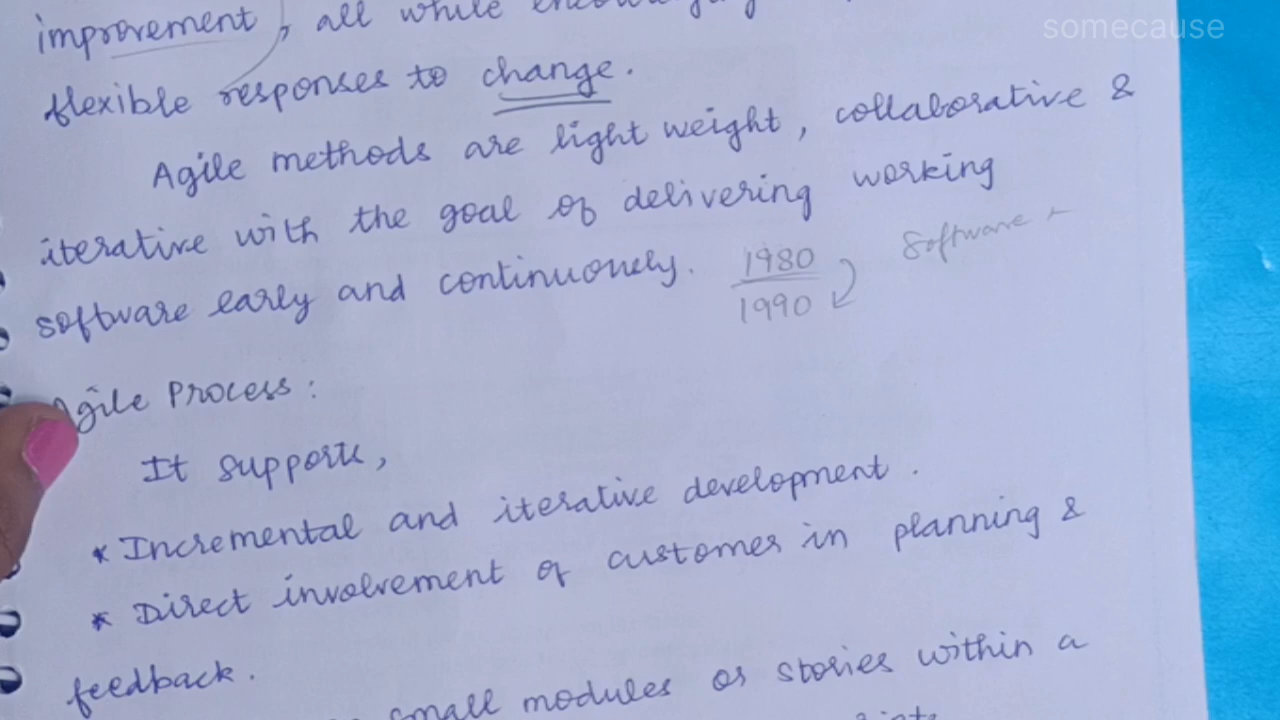 somecause
improvement, all while
flexible responses to change.
Agile methods are light weight, collaborative &
iterative with the goal of delivering working
software early and continuously. 1980 software
1990
Agile Process:
It supports,
* Incremental and iterative development.
* Direct involvement of customer in planning &
feedback.
small modules or stories within a